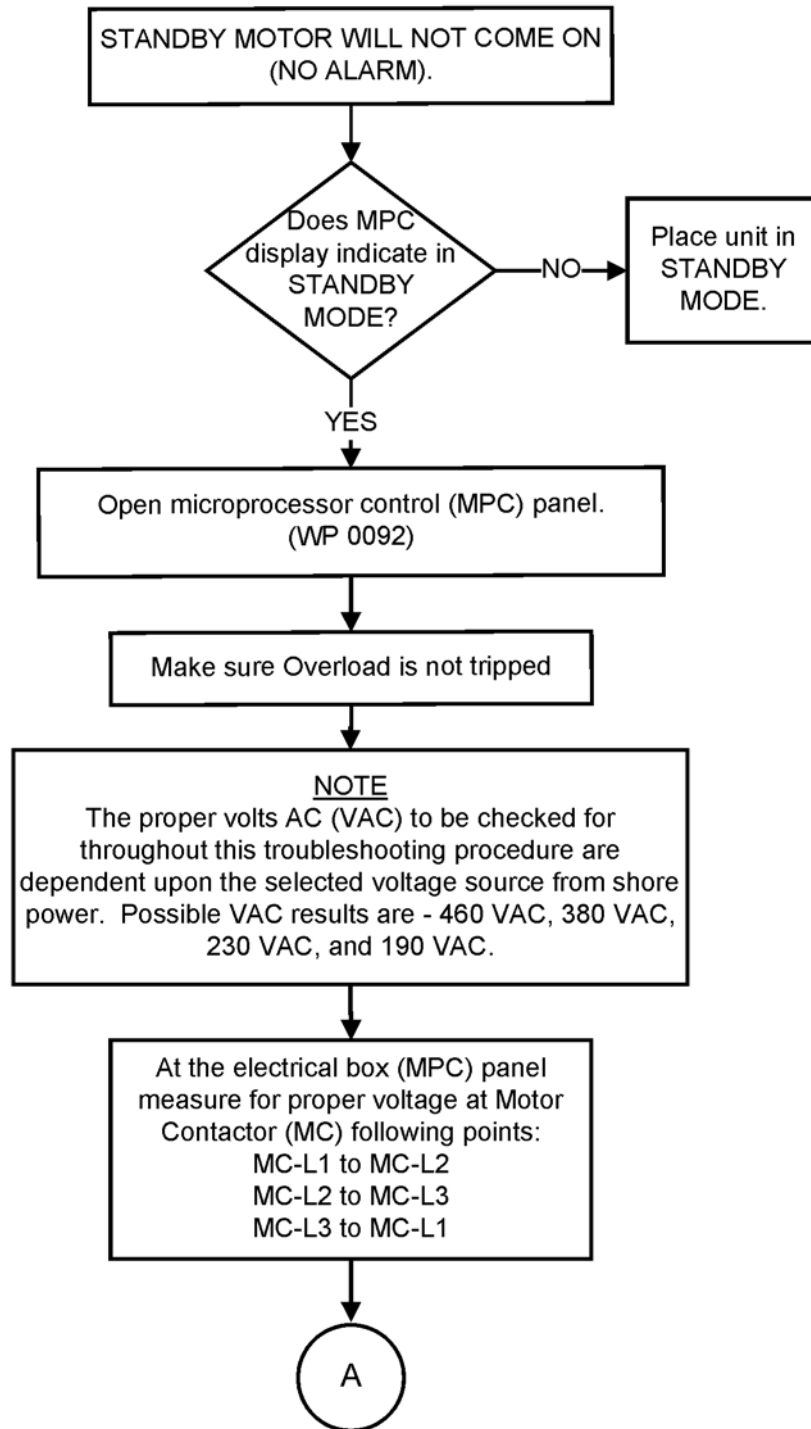 STANDBY MOTOR WILL NOT COME ON
(NO ALARM).
Does MPC
display indicate in
STANDBY
MODE?
NO
Place unit in
STANDBY
MODE.
YES
Open microprocessor control (MPC) panel.
(WP 0092)
Make sure Overload is not tripped
NOTE
The proper volts AC (VAC) to be checked for
throughout this troubleshooting procedure are
dependent upon the selected voltage source from shore
power.  Possible VAC results are - 460 VAC, 380 VAC,
230 VAC, and 190 VAC.
At the electrical box (MPC) panel
measure for proper voltage at Motor
Contactor (MC) following points:
MC-L1 to MC-L2
MC-L2 to MC-L3
MC-L3 to MC-L1
A